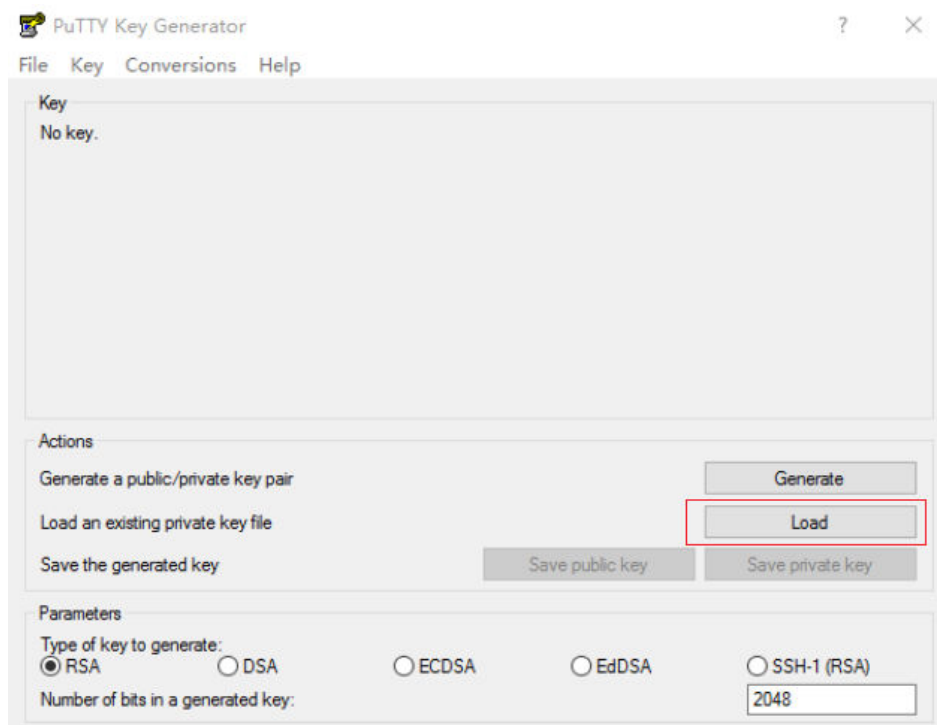 PuTTY Key Generator ? ×
File Key Conversions Help
Key
No key.
Actions
Generate a public/private key pair Generate
Load an existing private key file Load
Save the generated key Save public key Save private key
Parameters
Type of key to generate:
RSA DSA ECDSA EdDSA SSH-1 (RSA)
Number of bits in a generated key: 2048